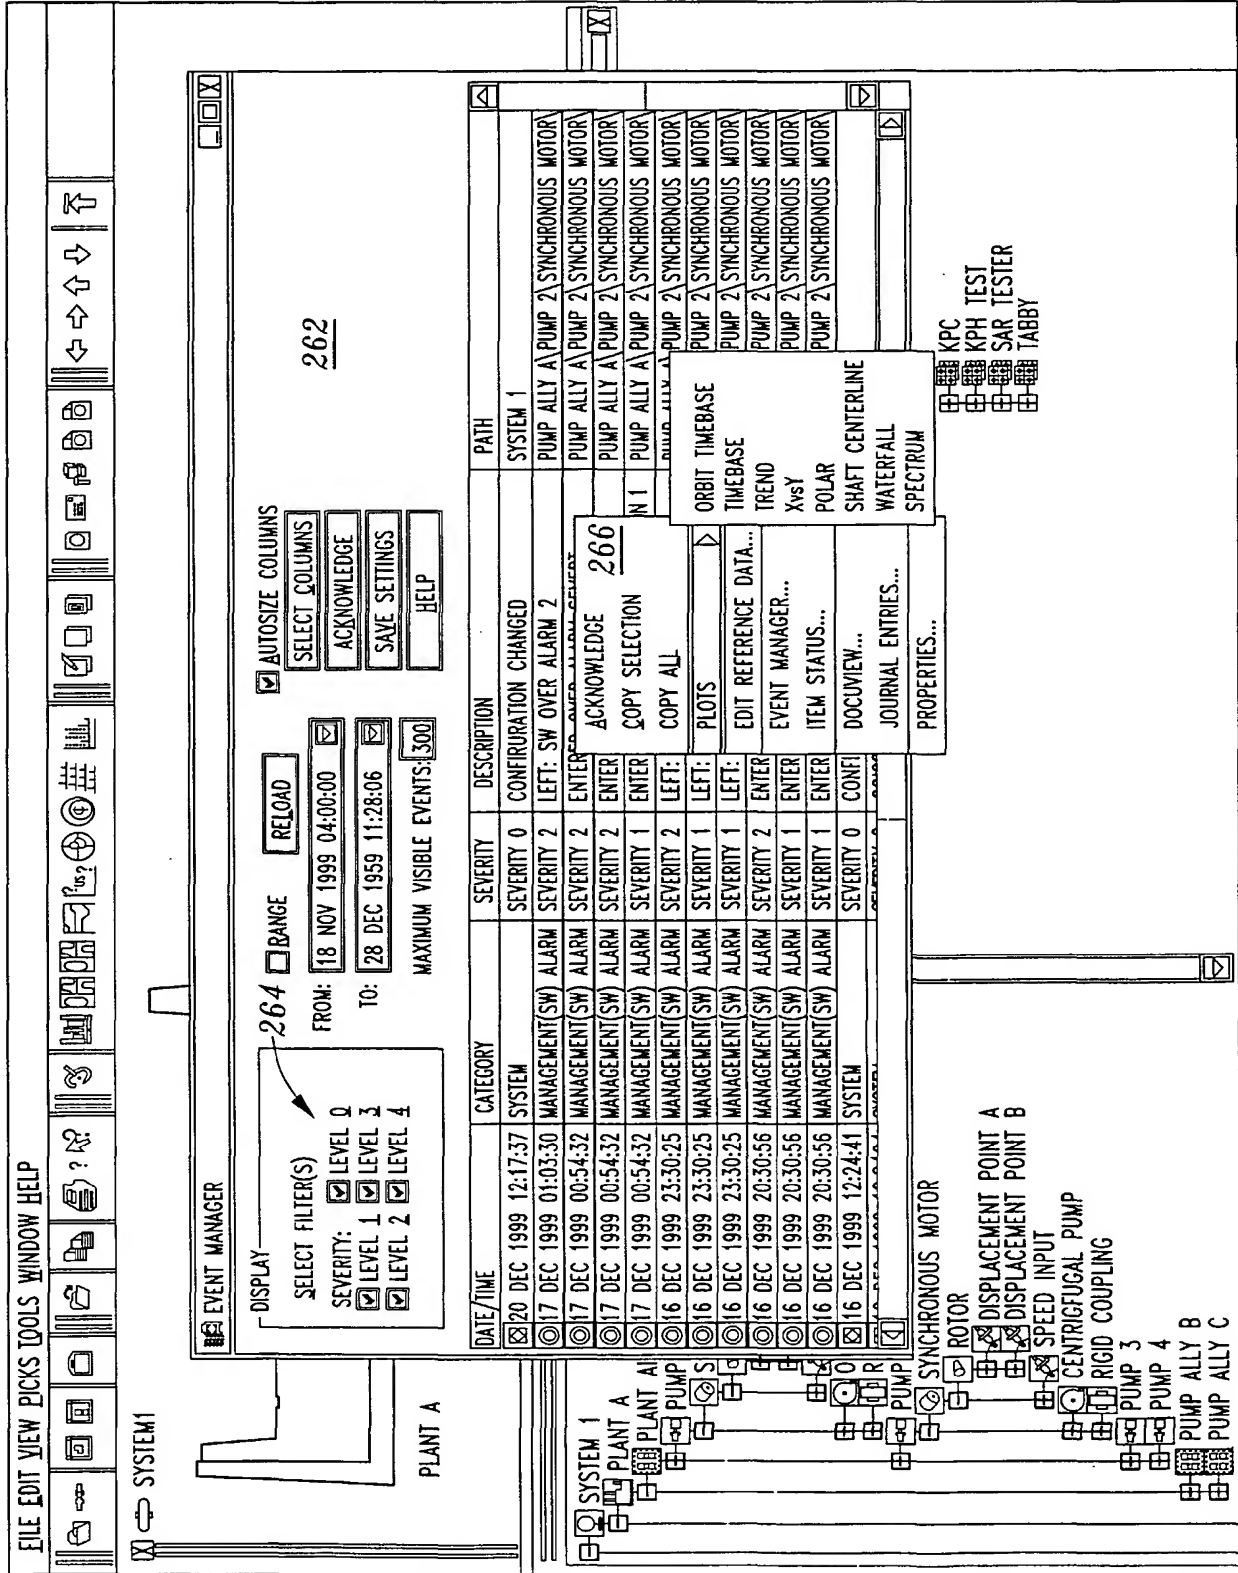 FILE EDIT VIEW PICKS TOOLS WINDOW HELP
SYSTEM1
PLANT A
EVENT MANAGER
DISPLAY
SELECT FILTER(S)
SEVERITY: LEVEL 0
LEVEL 1 LEVEL 3
LEVEL 2 LEVEL 4
264
RANGE
RELOAD
FROM: 18 NOV 1999 04:00:00
TO: 28 DEC 1959 11:28:06
MAXIMUM VISIBLE EVENTS: 300
AUTOSIZE COLUMNS
SELECT COLUMNS
ACKNOWLEDGE
SAVE SETTINGS
HELP
262
DATE/TIME CATEGORY SEVERITY DESCRIPTION PATH
20 DEC 1999 12:17:37 SYSTEM SEVERITY 0 CONFIRURATION CHANGED SYSTEM 1
17 DEC 1999 01:03:30 MANAGEMENT(SW) ALARM SEVERITY 2 LEFT: SW OVER ALARM 2 PUMP ALLY A\PUMP 2\SYNCHRONOUS MOTOR\
17 DEC 1999 00:54:32 MANAGEMENT(SW) ALARM SEVERITY 2 ENTER PUMP ALLY A\PUMP 2\SYNCHRONOUS MOTOR\
17 DEC 1999 00:54:32 MANAGEMENT(SW) ALARM SEVERITY 2 ENTER PUMP ALLY A\PUMP 2\SYNCHRONOUS MOTOR\
17 DEC 1999 00:54:32 MANAGEMENT(SW) ALARM SEVERITY 1 ENTER N 1 PUMP ALLY A\PUMP 2\SYNCHRONOUS MOTOR\
16 DEC 1999 23:30:25 MANAGEMENT(SW) ALARM SEVERITY 2 LEFT: PUMP ALLY A\PUMP 2\SYNCHRONOUS MOTOR\
16 DEC 1999 23:30:25 MANAGEMENT(SW) ALARM SEVERITY 1 LEFT: PUMP 2\SYNCHRONOUS MOTOR\
16 DEC 1999 23:30:25 MANAGEMENT(SW) ALARM SEVERITY 1 LEFT: PUMP 2\SYNCHRONOUS MOTOR\
16 DEC 1999 20:30:56 MANAGEMENT(SW) ALARM SEVERITY 2 ENTER PUMP 2\SYNCHRONOUS MOTOR\
16 DEC 1999 20:30:56 MANAGEMENT(SW) ALARM SEVERITY 1 ENTER PUMP 2\SYNCHRONOUS MOTOR\
16 DEC 1999 20:30:56 MANAGEMENT(SW) ALARM SEVERITY 1 ENTER PUMP 2\SYNCHRONOUS MOTOR\
16 DEC 1999 12:24:41 SYSTEM SEVERITY 0 CONFI
ACKNOWLEDGE 266
COPY SELECTION
COPY ALL
PLOTS
EDIT REFERENCE DATA...
EVENT MANAGER...
ITEM STATUS...
DOCUVIEW...
JOURNAL ENTRIES...
PROPERTIES...
ORBIT TIMEBASE
TIMEBASE
TREND
XvsY
POLAR
SHAFT CENTERLINE
WATERFALL
SPECTRUM
SYSTEM 1
PLANT A
PLANT AI
PUMP
S
O
R
PUMP
SYNCHRONOUS MOTOR
ROTOR
DISPLACEMENT POINT A
DISPLACEMENT POINT B
SPEED INPUT
CENTRIGFUGAL PUMP
RIGID COUPLING
PUMP 3
PUMP 4
PUMP ALLY B
PUMP ALLY C
KPC
KPH TEST
SAR TESTER
TABBY